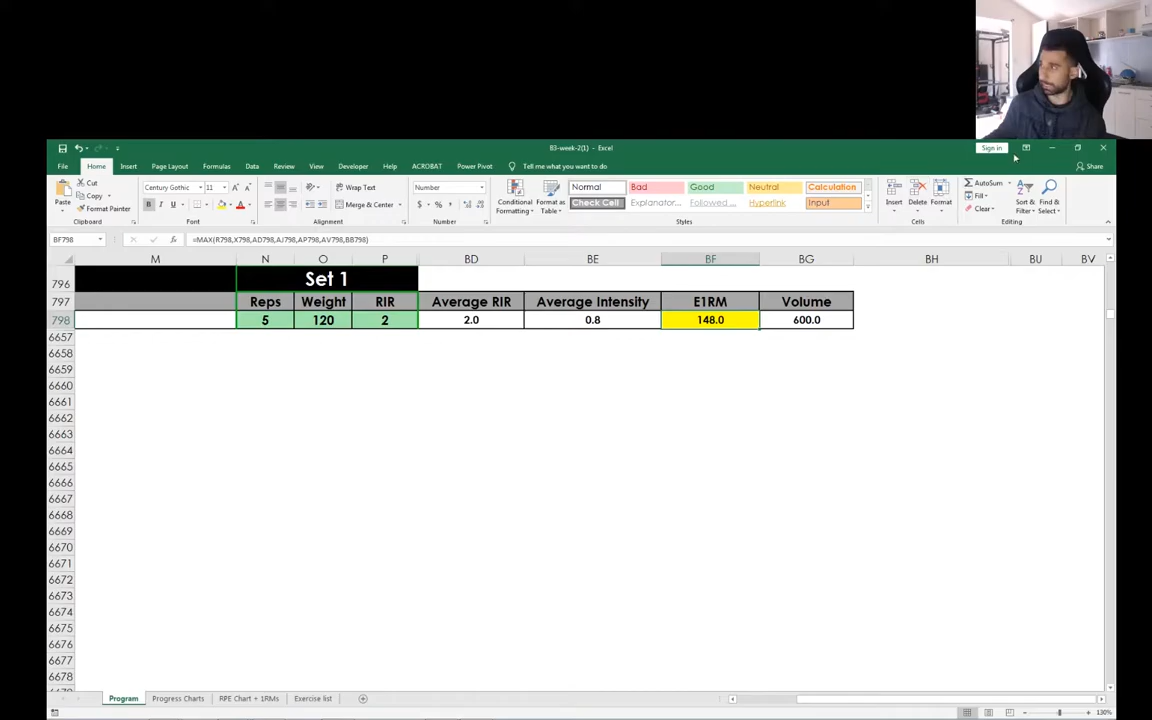 B3-week-2(1) - Excel
Sign in
File Home Insert Page Layout Formulas Data Review View Developer ACROBAT Power Pivot Tell me what you want to do Share
Paste Cut Copy Format Painter Clipboard
Century Gothic 11 B I U A Font
Wrap Text Merge & Center Alignment
Number $ % Number
Conditional Formatting Format as Table
Normal Bad Good Neutral Calculation
Check Cell Explanator... Followed ... Hyperlink Input
Styles
Insert Delete Format Cells
AutoSum Fill Clear Sort & Filter Find & Select Editing
BF798 fx =MAX(R798,X798,AD798,AJ798,AP798,AV798,BB798)
M N O P BD BE BF BG BH BU BV
796 Set 1
797 Reps Weight RIR Average RIR Average Intensity E1RM Volume
798 5 120 2 2.0 0.8 148.0 600.0
6657
6658
6659
6660
6661
6662
6663
6664
6665
6666
6667
6668
6669
6670
6671
6672
6673
6674
6675
6676
6677
6678
Program Progress Charts RPE Chart + 1RMs Exercise list
130%